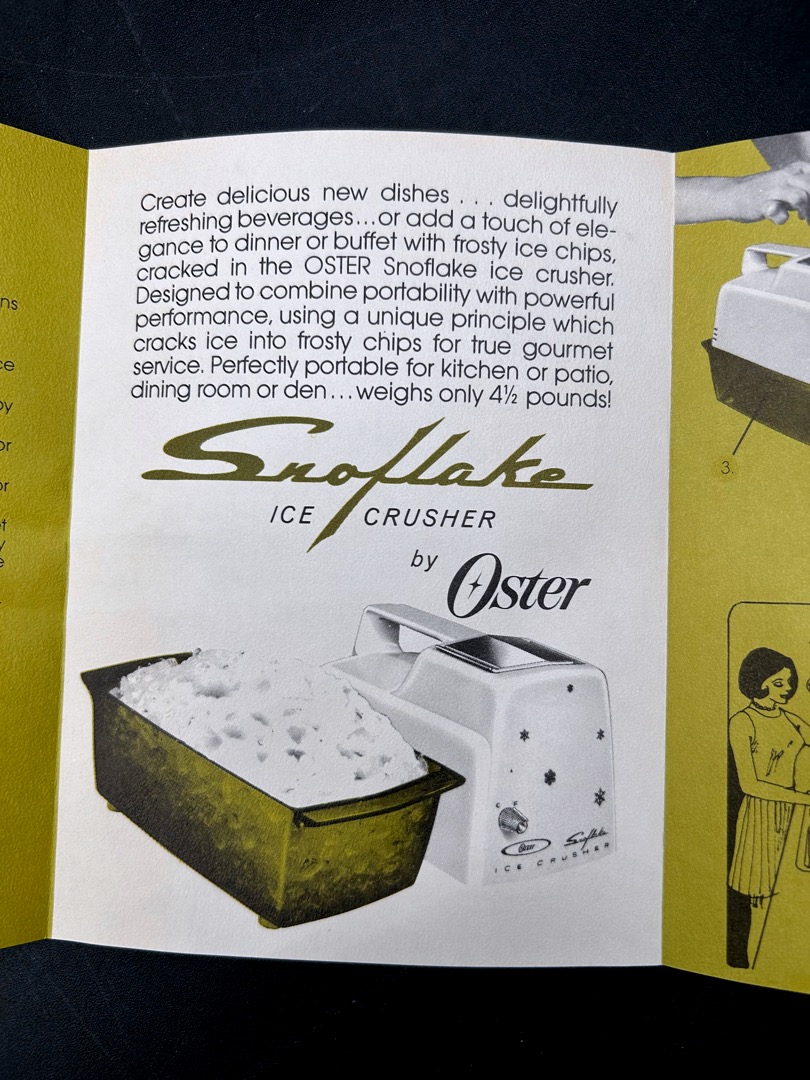 Create delicious new dishes . . . delightfully
refreshing beverages...or add a touch of ele-
gance to dinner or buffet with frosty ice chips,
cracked in the OSTER Snoflake ice crusher.
Designed to combine portability with powerful
performance, using a unique principle which
cracks ice into frosty chips for true gourmet
service. Perfectly portable for kitchen or patio,
dining room or den...weighs only 4½ pounds!
Snoflake
ICE CRUSHER
by Oster
C F
Oster Snoflake
ICE CRUSHER
3.